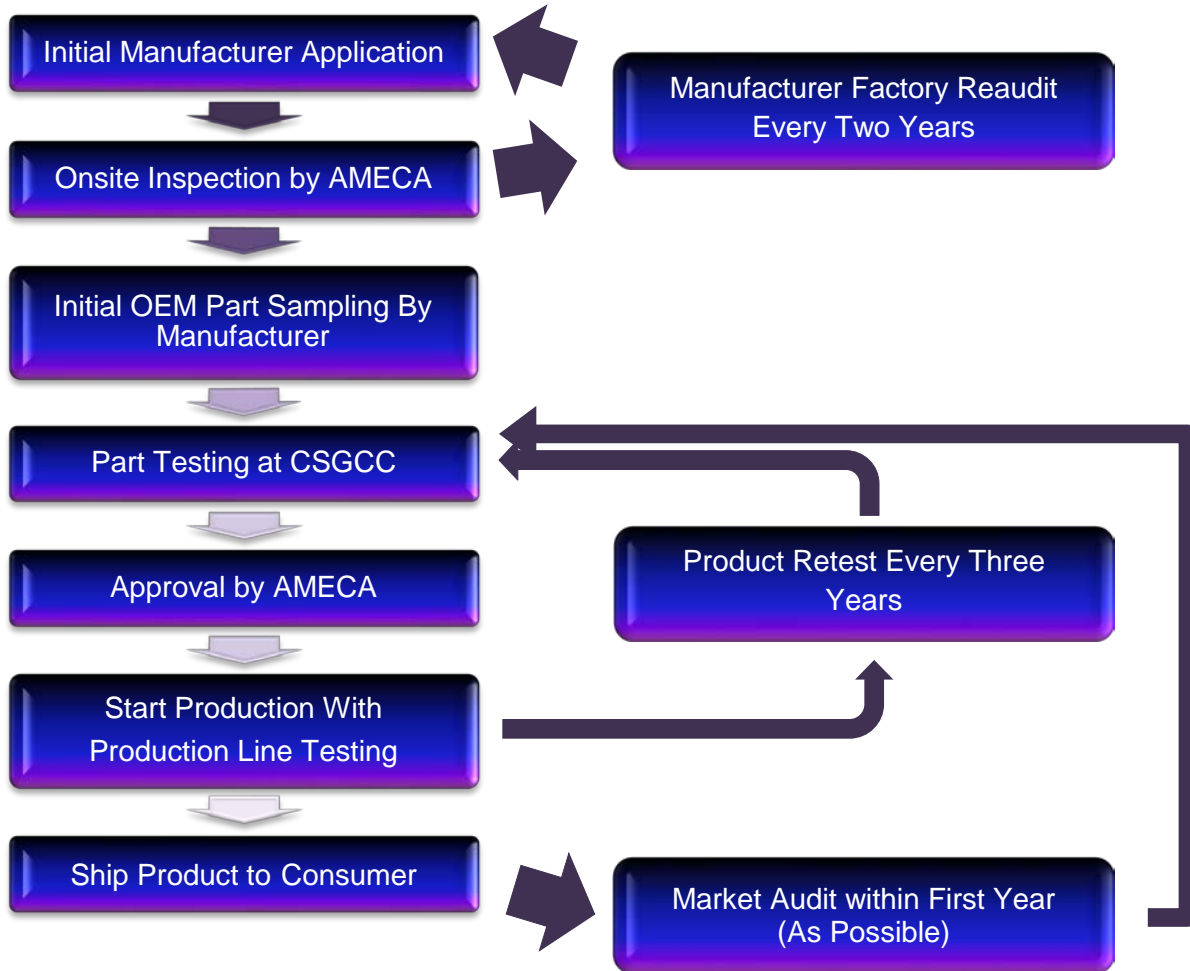 Initial Manufacturer Application
Manufacturer Factory Reaudit
Every Two Years
Onsite Inspection by AMECA
Initial OEM Part Sampling By
Manufacturer
Part Testing at CSGCC
Product Retest Every Three
Years
Approval by AMECA
Start Production With
Production Line Testing
Ship Product to Consumer
Market Audit within First Year
(As Possible)